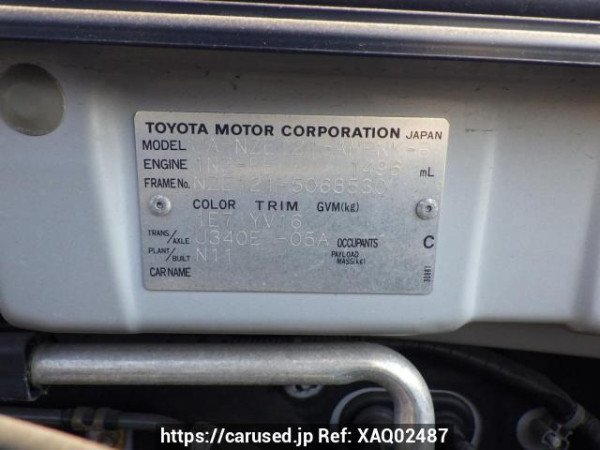 TOYOTA MOTOR CORPORATION JAPAN
MODEL
ENGINE mL
FRAME No. NZE121-5068530
COLOR TRIM GVM(kg)
1E7 YV16
TRANS/AXLE U340E -05A OCCUPANTS C
PLANT/BUILT N11 PAYLOAD MASS(kg)
CAR NAME
https://carused.jp Ref: XAQ02487